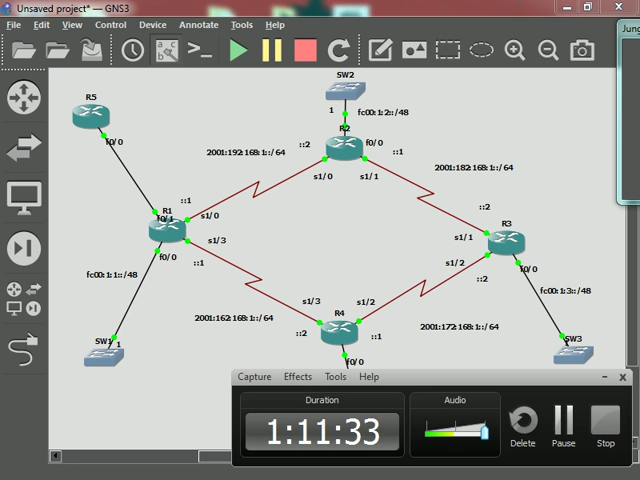 Unsaved project* — GNS3
File Edit View Control Device Annotate Tools Help
Jung
SW2
R5
1
fc00:1:2::/48
R2
f0/0
f0/0
::2
::1
2001:192:168:1::/64
2001:182:168:1::/64
s1/0
s1/1
::1
::2
R1
f0/1
s1/0
s1/3
R3
s1/1
f0/0
::1
s1/2
f0/0
::2
fc00:1:1::/48
fc00:1:3::/48
s1/3
s1/2
R4
2001:162:168:1::/64
2001:172:168:1::/64
::2
::1
SW1
1
SW3
f0/0
Capture Effects Tools Help
Duration
Audio
1:11:33
Delete
Pause
Stop